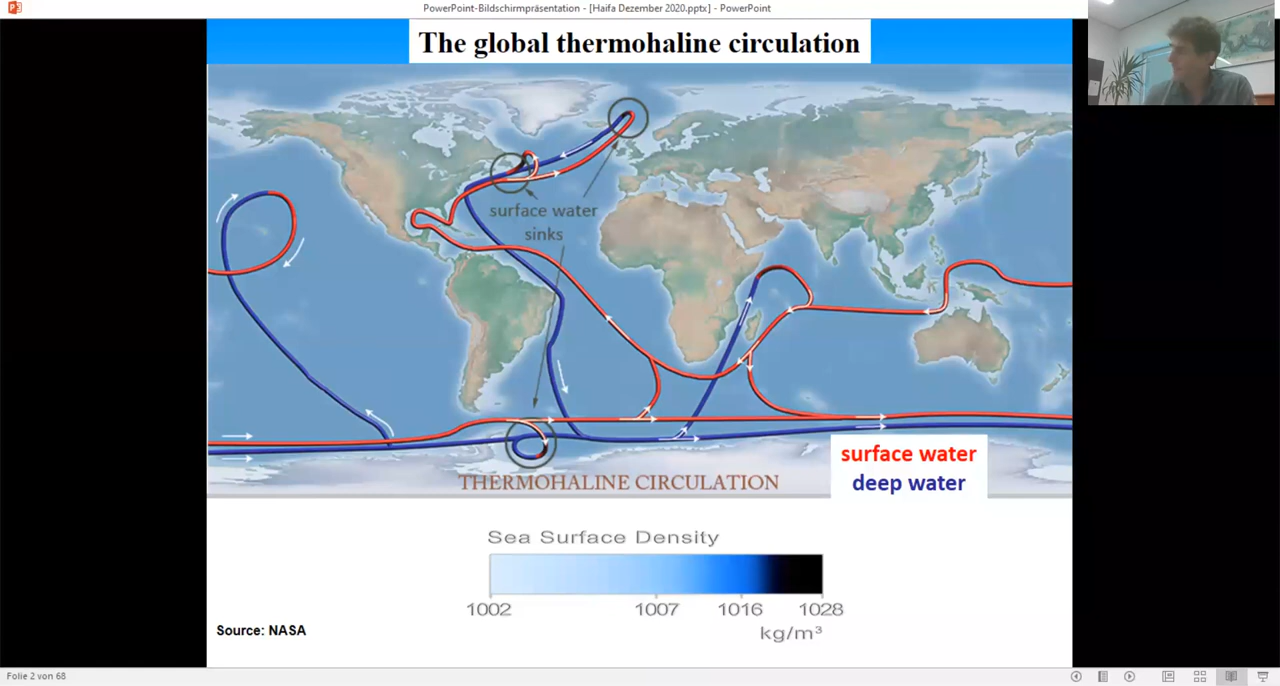 PowerPoint-Bildschirmpräsentation - [Haifa Dezember 2020.pptx] - PowerPoint
The global thermohaline circulation
surface water
sinks
surface water
deep water
THERMOHALINE CIRCULATION
Sea Surface Density
1002 1007 1016 1028
kg/m³
Source: NASA
Folie 2 von 68